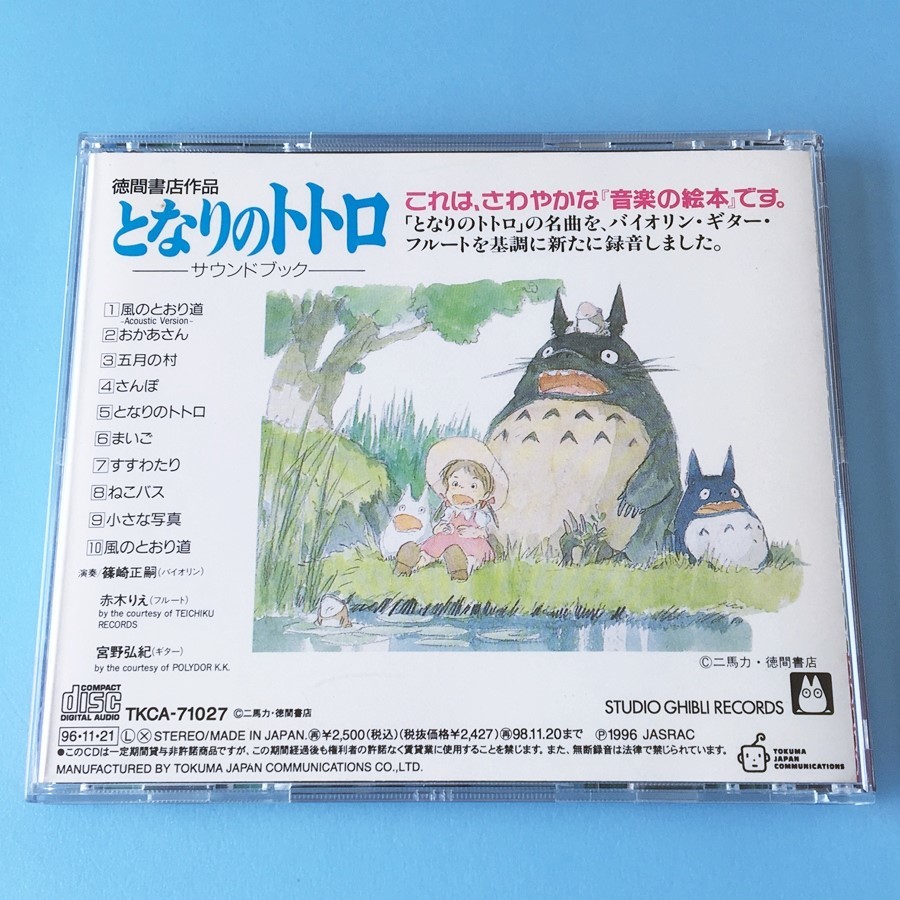 徳間書店作品
となりのトトロ
サウンドブック
これは、さわやかな『音楽の絵本』です。
「となりのトトロ」の名曲を、バイオリン・ギター・
フルートを基調に新たに録音しました。
1 風のとおり道
-Acoustic Version-
2 おかあさん
3 五月の村
4 さんぽ
5 となりのトトロ
6 まいご
7 すすわたり
8 ねこバス
9 小さな写真
10 風のとおり道
演奏/篠崎正嗣(バイオリン)
赤木りえ(フルート)
by the courtesy of TEICHIKU
RECORDS
宮野弘紀(ギター)
by the courtesy of POLYDOR K.K.
©二馬力・徳間書店
COMPACT
disc
DIGITAL AUDIO
TKCA-71027 ©二馬力・徳間書店
STUDIO GHIBLI RECORDS
96・11・21 Ⓛ Ⓧ STEREO/MADE IN JAPAN. 再¥2,500(税込)(税抜価格¥2,427) 再98.11.20まで Ⓟ1996 JASRAC
●このCDは一定期間貸与非許諾商品ですが、この期間経過後も権利者の許諾なく賃貸業に使用することを禁じます。また、無断録音は法律で禁じられています。
MANUFACTURED BY TOKUMA JAPAN COMMUNICATIONS CO.,LTD.
TOKUMA
JAPAN
COMMUNICATIONS